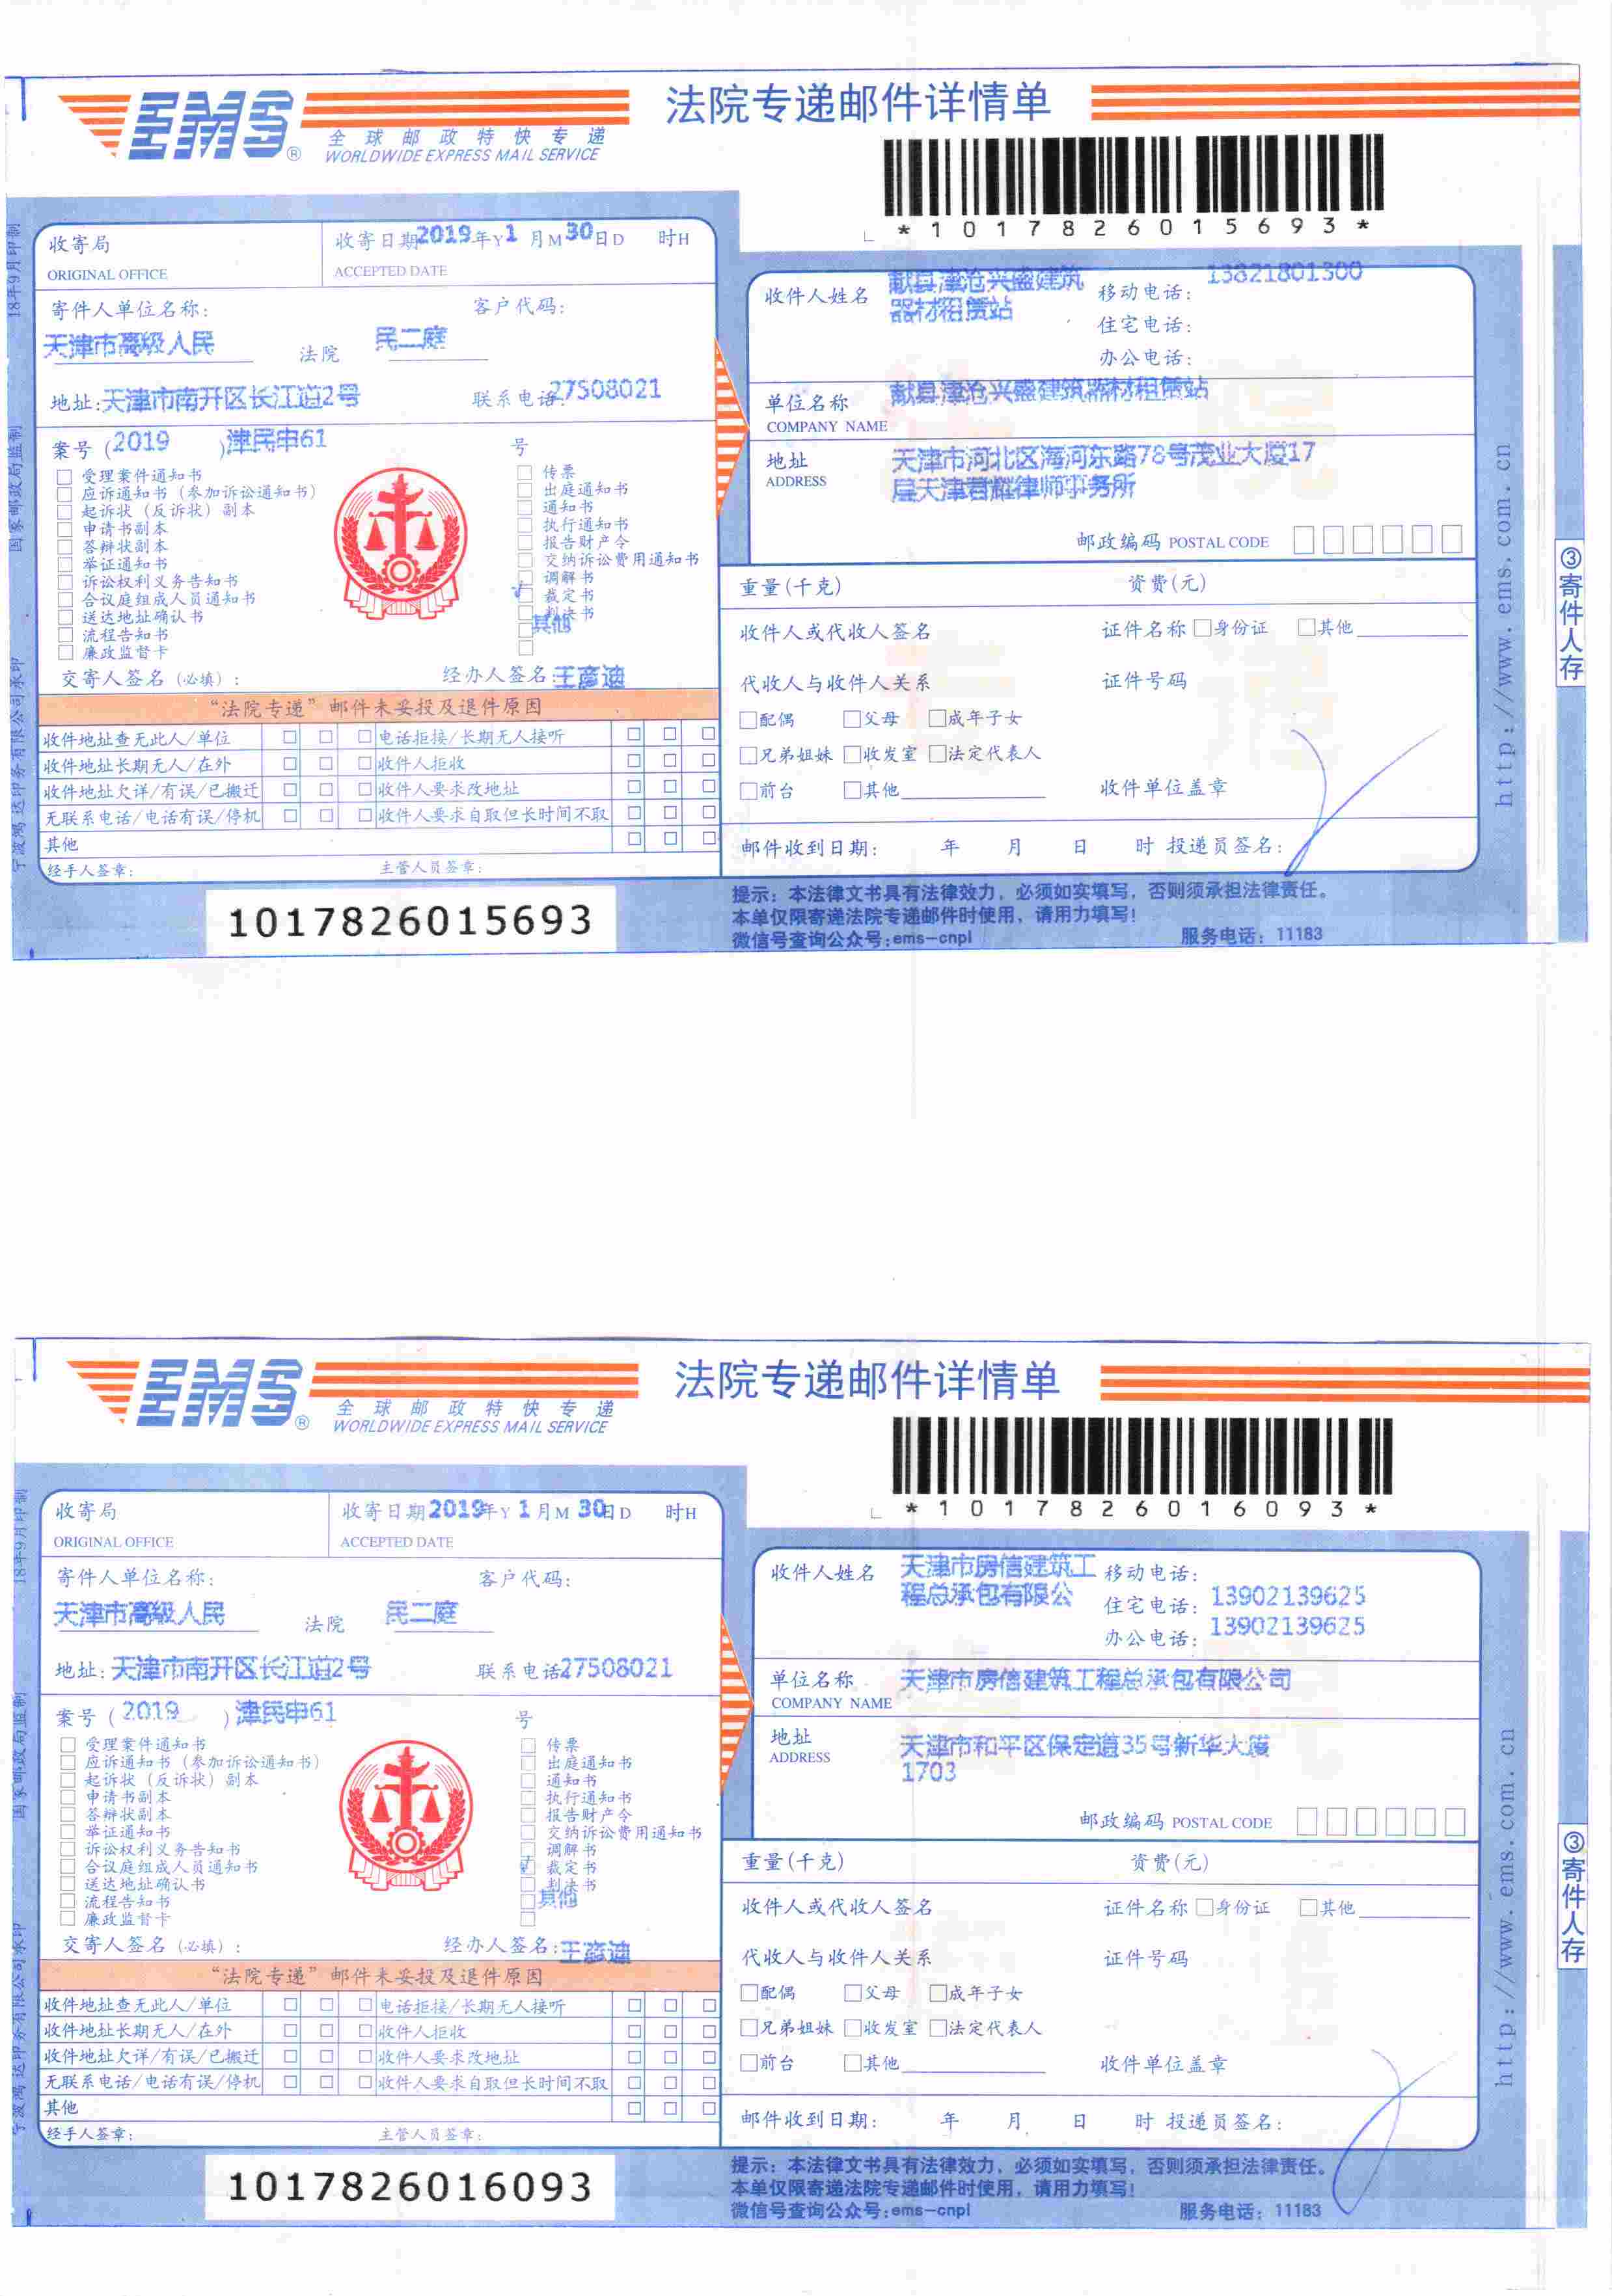 EMS®
全球邮政特快专递
WORLDWIDE EXPRESS MAIL SERVICE
法院专递邮件详情单
*1017826015693*
收寄局
ORIGINAL OFFICE
收寄日期2019年Y1月M30日D 时H
ACCEPTED DATE
寄件人单位名称:
客户代码:
天津市高级人民 法院 民二庭
地址:天津市南开区长江道2号
联系电话:27508021
案号(2019 )津民申61 号
受理案件通知书
应诉通知书(参加诉讼通知书)
起诉状(反诉状)副本
申请书副本
答辩状副本
举证通知书
诉讼权利义务告知书
合议庭组成人员通知书
送达地址确认书
流程告知书
廉政监督卡
传票
出庭通知书
通知书
执行通知书
报告财产令
交纳诉讼费用通知书
调解书
√裁定书
判决书
其他
交寄人签名(必填):
经办人签名:王彦迪
“法院专递”邮件未妥投及退件原因
收件地址查无此人/单位
电话拒接/长期无人接听
收件地址长期无人/在外
收件人拒收
收件地址欠详/有误/已搬迁
收件人要求改地址
无联系电话/电话有误/停机
收件人要求自取但长时间不取
其他
经手人签章:
主管人员签章:
1017826015693
收件人姓名
献县津沧兴盛建筑
器材租赁站
移动电话:13821801300
住宅电话:
办公电话:
单位名称
COMPANY NAME
献县津沧兴盛建筑器材租赁站
地址
ADDRESS
天津市河北区海河东路78号茂业大厦17
层天津君辉律师事务所
邮政编码 POSTAL CODE
重量(千克)
资费(元)
收件人或代收人签名
证件名称 身份证 其他
代收人与收件人关系
证件号码
配偶 父母 成年子女
兄弟姐妹 收发室 法定代表人
前台 其他
收件单位盖章
邮件收到日期: 年 月 日 时 投递员签名:
提示:本法律文书具有法律效力,必须如实填写,否则须承担法律责任。
本单仅限寄递法院专递邮件时使用,请用力填写!
微信号查询公众号:ems-cnpl
服务电话:11183
http://www.ems.com.cn
③寄件人存
18年9月印制
国家邮政局监制
EMS®
全球邮政特快专递
WORLDWIDE EXPRESS MAIL SERVICE
法院专递邮件详情单
*1017826016093*
收寄局
ORIGINAL OFFICE
收寄日期2019年Y1月M30日D 时H
ACCEPTED DATE
寄件人单位名称:
客户代码:
天津市高级人民 法院 民二庭
地址:天津市南开区长江道2号
联系电话27508021
案号(2019 )津民申61 号
受理案件通知书
应诉通知书(参加诉讼通知书)
起诉状(反诉状)副本
申请书副本
答辩状副本
举证通知书
诉讼权利义务告知书
合议庭组成人员通知书
送达地址确认书
流程告知书
廉政监督卡
传票
出庭通知书
通知书
执行通知书
报告财产令
交纳诉讼费用通知书
调解书
√裁定书
判决书
其他
交寄人签名(必填):
经办人签名:王彦迪
“法院专递”邮件未妥投及退件原因
收件地址查无此人/单位
电话拒接/长期无人接听
收件地址长期无人/在外
收件人拒收
收件地址欠详/有误/已搬迁
收件人要求改地址
无联系电话/电话有误/停机
收件人要求自取但长时间不取
其他
经手人签章:
主管人员签章:
1017826016093
收件人姓名
天津市房信建筑工
程总承包有限公
移动电话:
住宅电话:13902139625
办公电话:13902139625
单位名称
COMPANY NAME
天津市房信建筑工程总承包有限公司
地址
ADDRESS
天津市和平区保定道35号新华大厦
1703
邮政编码 POSTAL CODE
重量(千克)
资费(元)
收件人或代收人签名
证件名称 身份证 其他
代收人与收件人关系
证件号码
配偶 父母 成年子女
兄弟姐妹 收发室 法定代表人
前台 其他
收件单位盖章
邮件收到日期: 年 月 日 时 投递员签名:
提示:本法律文书具有法律效力,必须如实填写,否则须承担法律责任。
本单仅限寄递法院专递邮件时使用,请用力填写!
微信号查询公众号:ems-cnpl
服务电话:11183
http://www.ems.com.cn
③寄件人存
18年9月印制
国家邮政局监制